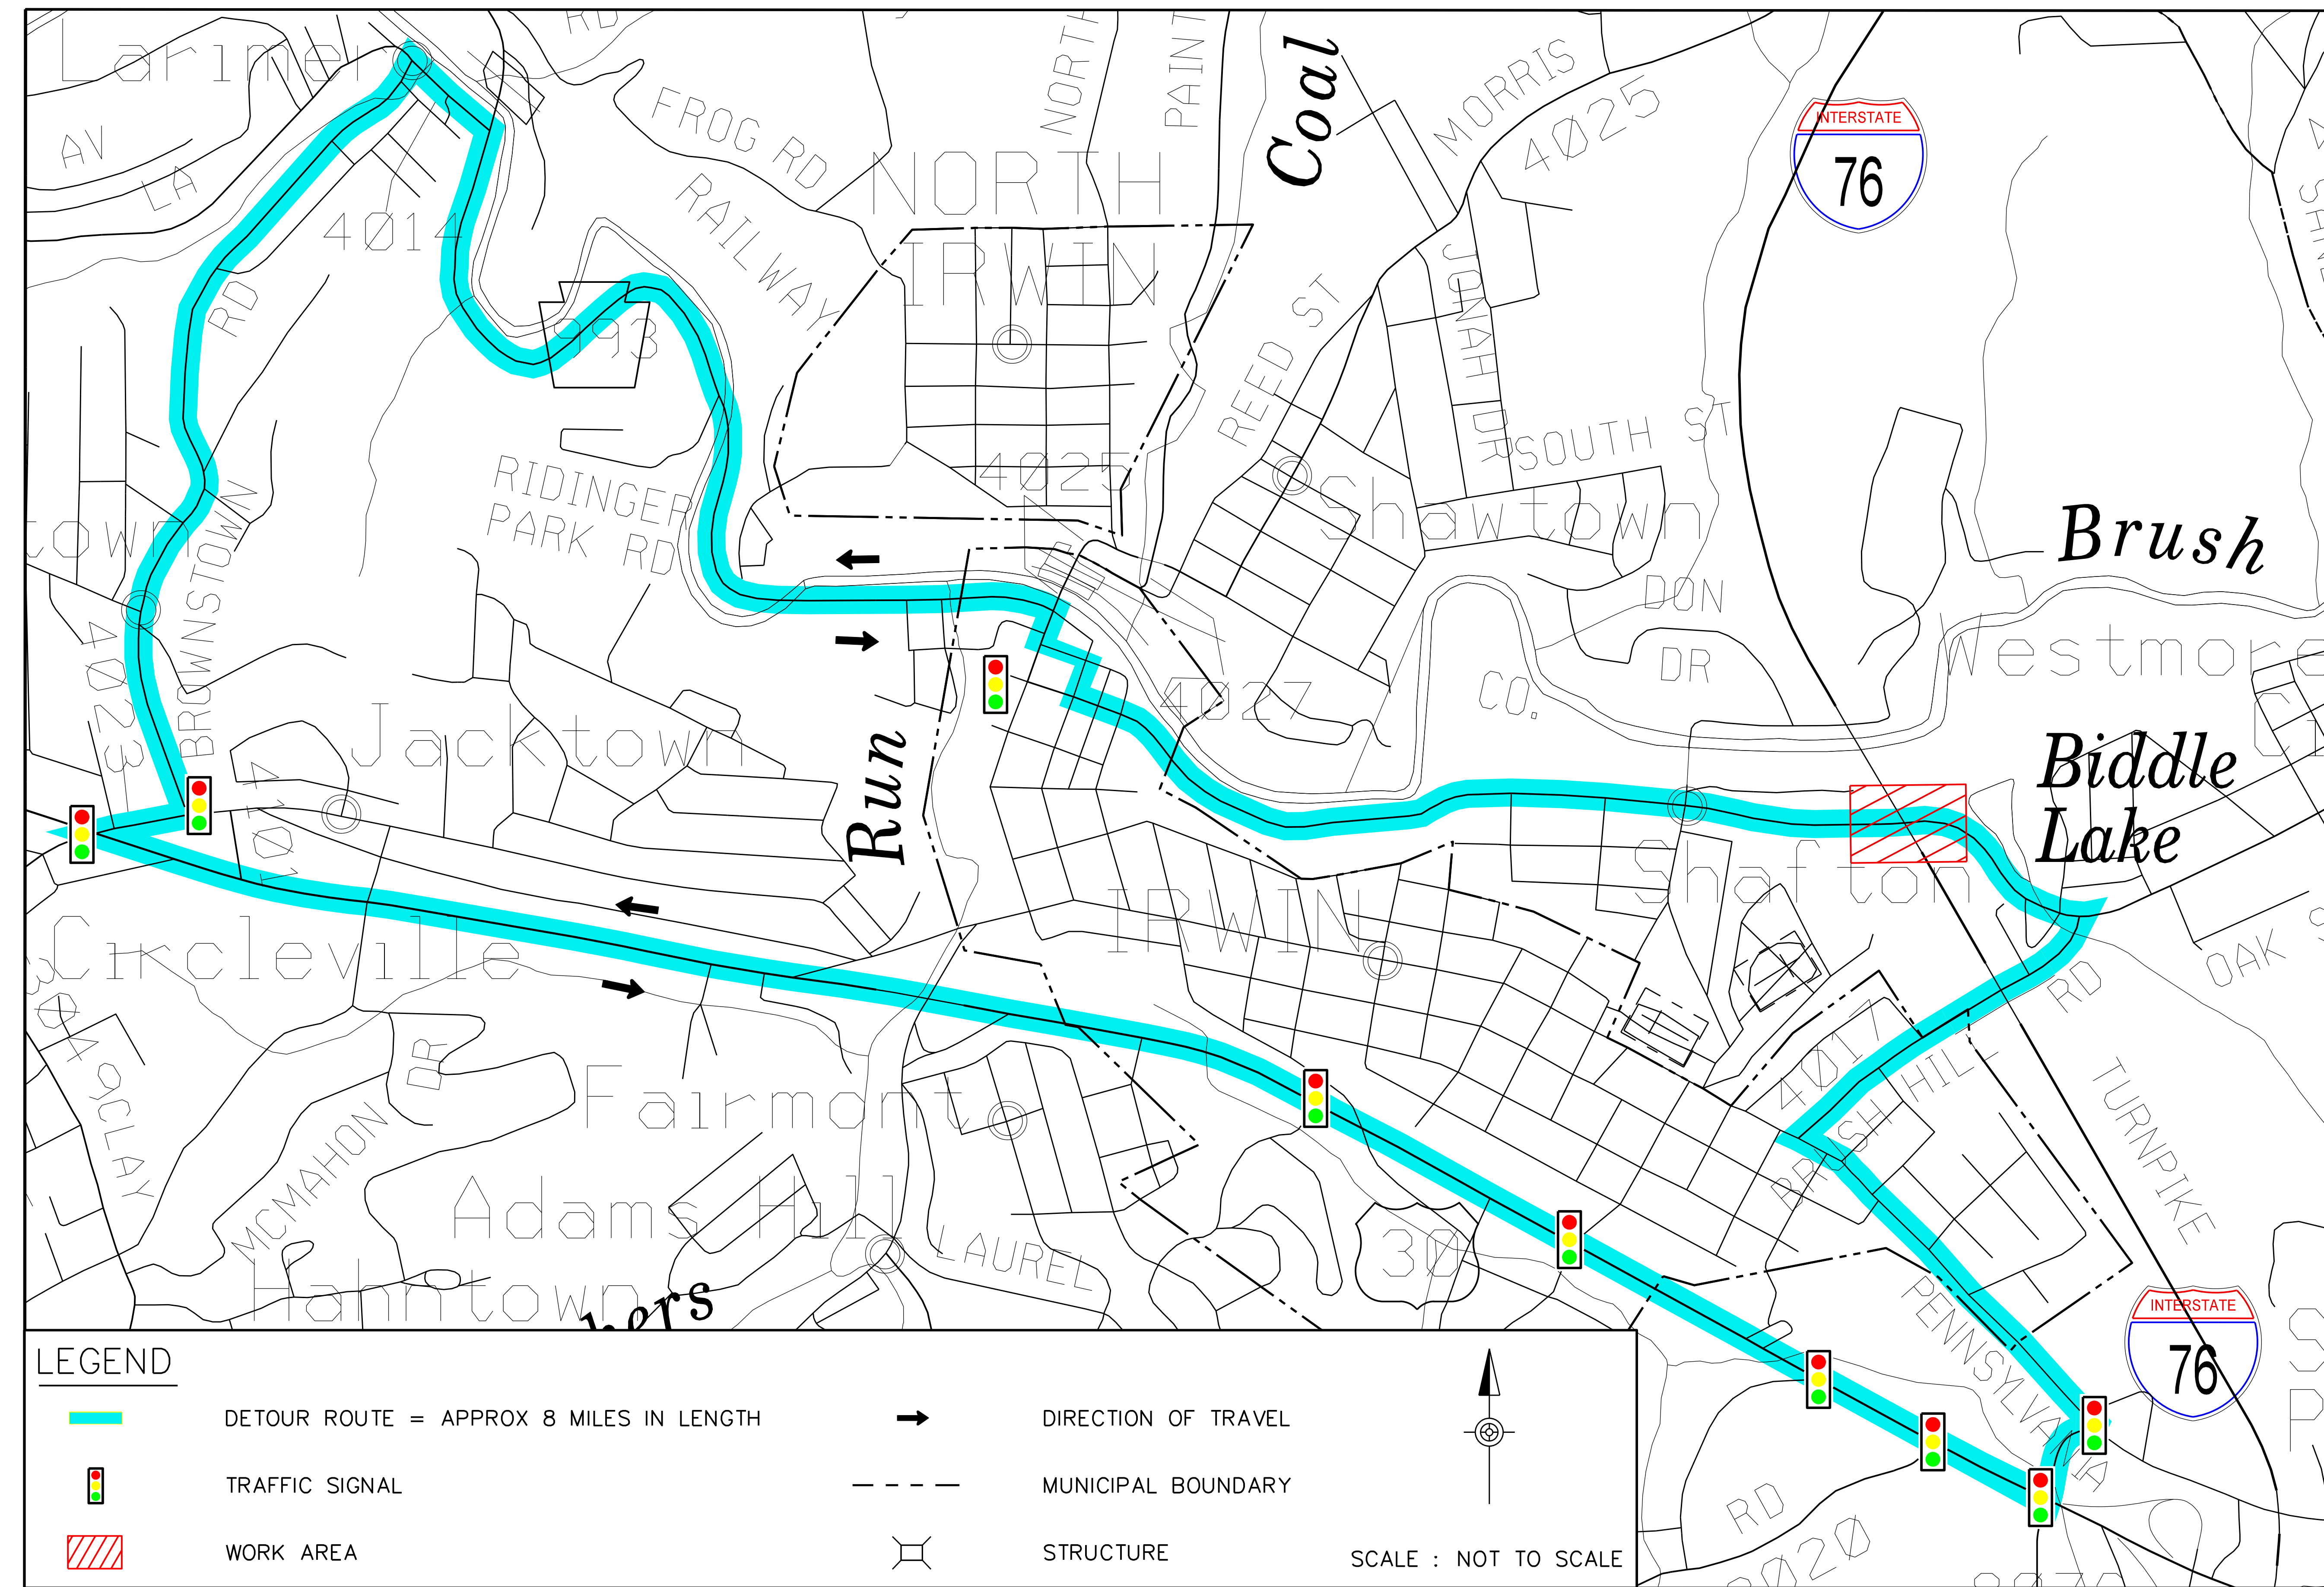 Larimer
RD
NORTH
PAINT
Coal
MORRIS
4025
INTERSTATE
76
AV
LA
FROG RD
NORTH
IRWIN
RAILWAY
4014
RD
993
REED ST
JONAH DR
SOUTH ST
4025
Shawtown
RIDINGER
PARK RD
town
Brush
DON
DR
BROWNSTOWN
4023
4027
CO.
Jacktown
Run
Biddle
Lake
Shafton
IRWIN
Circleville
RD
OAK
4017
BRUSH HILL
TURNPIKE
Fairmont
DR
MCMAHON
CLAY
Adams Hill
LAUREL
30
Hahntown
PENNSYLVANIA
INTERSTATE
76
RD
LEGEND
DETOUR ROUTE = APPROX 8 MILES IN LENGTH
DIRECTION OF TRAVEL
TRAFFIC SIGNAL
MUNICIPAL BOUNDARY
WORK AREA
STRUCTURE
SCALE : NOT TO SCALE